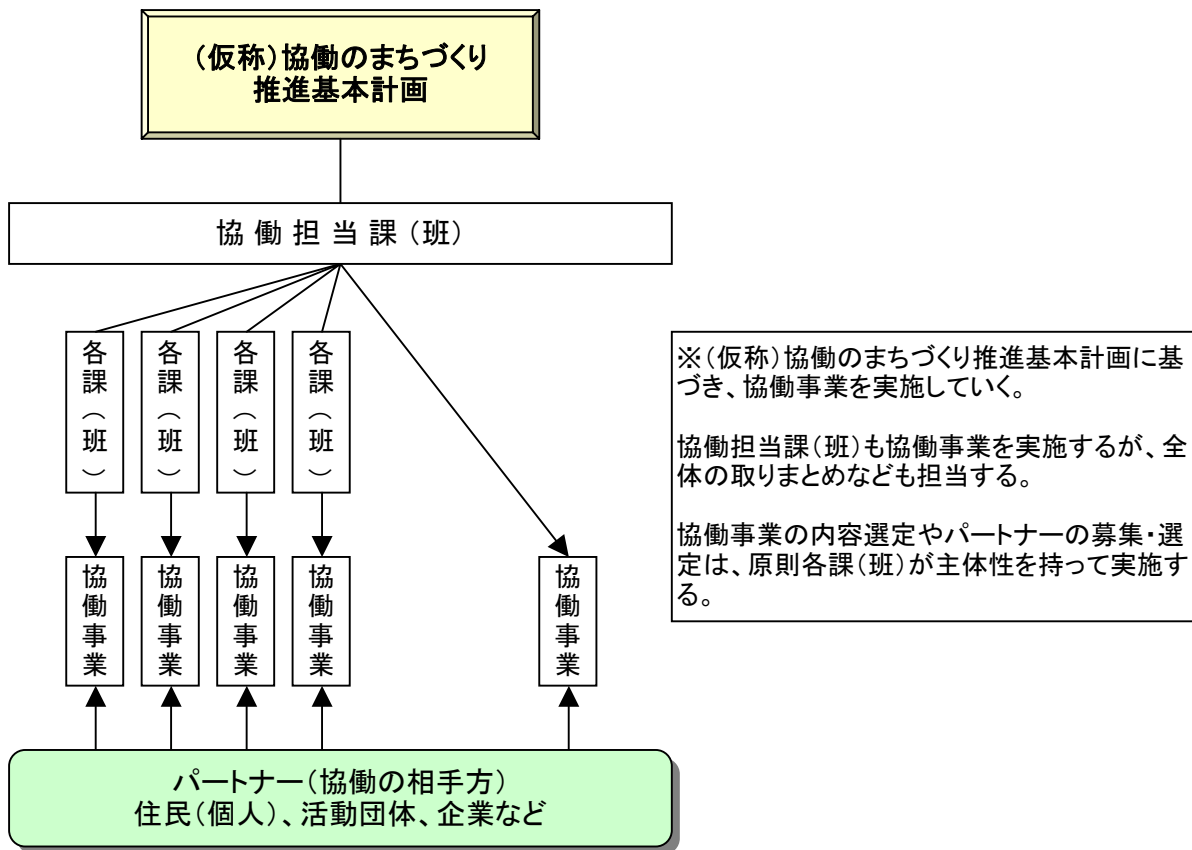 (仮称)協働のまちづくり
推進基本計画
協働担当課(班)
各課(班)
各課(班)
各課(班)
各課(班)
※(仮称)協働のまちづくり推進基本計画に基
づき、協働事業を実施していく。
協働担当課(班)も協働事業を実施するが、全
体の取りまとめなども担当する。
協働事業の内容選定やパートナーの募集・選
定は、原則各課(班)が主体性を持って実施す
る。
協働事業
協働事業
協働事業
協働事業
協働事業
パートナー(協働の相手方)
住民(個人)、活動団体、企業など